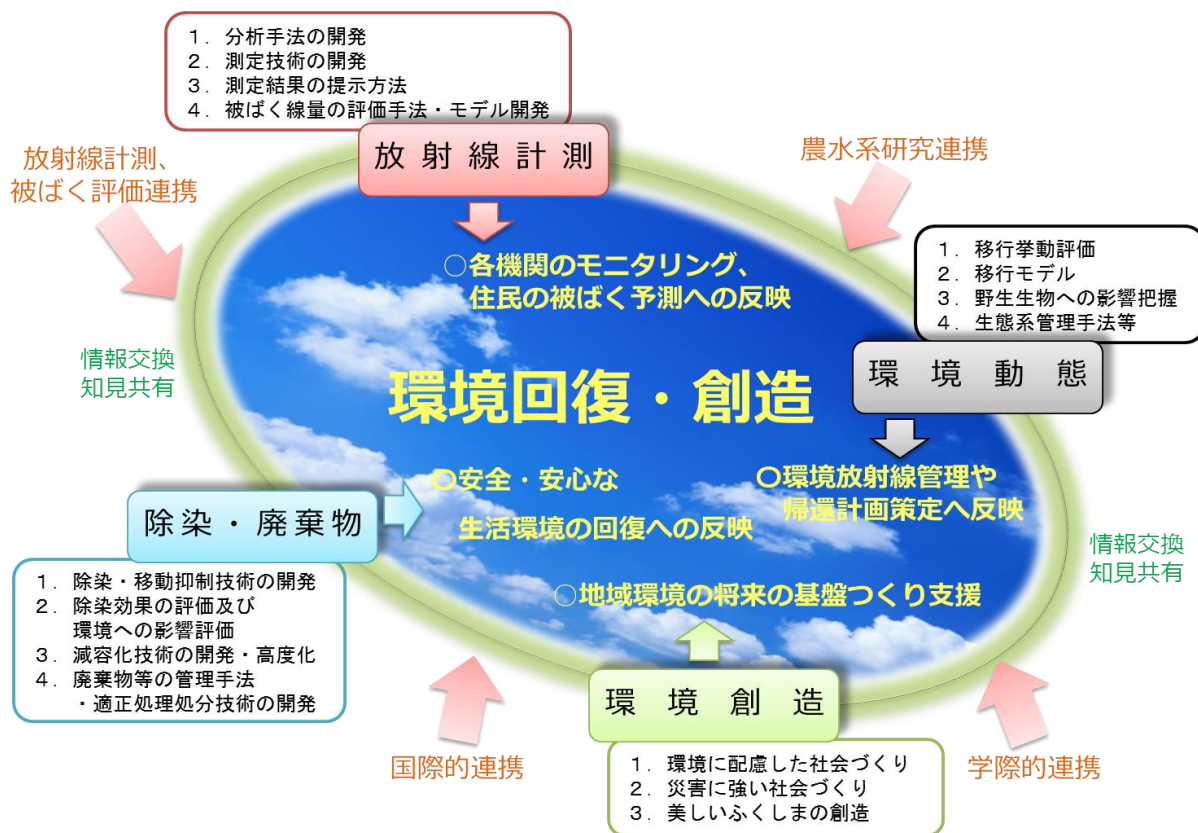 1. 分析手法の開発
2. 測定技術の開発
3. 測定結果の提示方法
4. 被ばく線量の評価手法・モデル開発
放射線計測
放射線計測、
被ばく評価連携
農水系研究連携
○各機関のモニタリング、
住民の被ばく予測への反映
1. 移行挙動評価
2. 移行モデル
3. 野生生物への影響把握
4. 生態系管理手法等
環境動態
情報交換
知見共有
環境回復・創造
○安全・安心な
生活環境の回復への反映
○環境放射線管理や
帰還計画策定へ反映
除染・廃棄物
1. 除染・移動抑制技術の開発
2. 除染効果の評価及び
環境への影響評価
3. 減容化技術の開発・高度化
4. 廃棄物等の管理手法
・適正処理処分技術の開発
情報交換
知見共有
○地域環境の将来の基盤つくり支援
環境創造
1. 環境に配慮した社会づくり
2. 災害に強い社会づくり
3. 美しいふくしまの創造
国際的連携
学際的連携